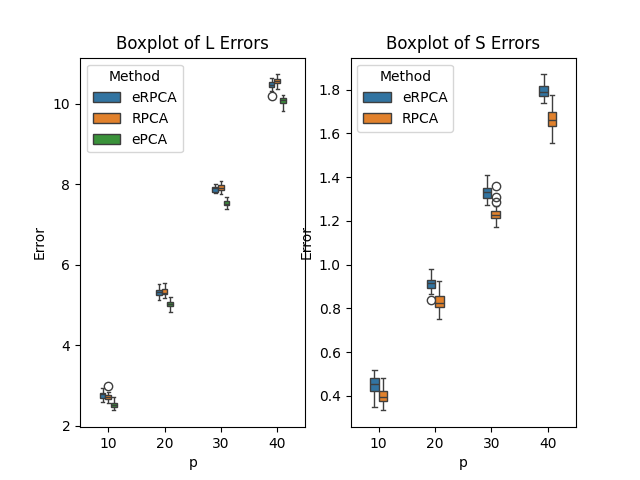 Boxplot of L Errors
Method
eRPCA
RPCA
ePCA
Error
10
8
6
4
2
10 20 30 40
p
Boxplot of S Errors
Method
eRPCA
RPCA
Error
1.8
1.6
1.4
1.2
1.0
0.8
0.6
0.4
10 20 30 40
p